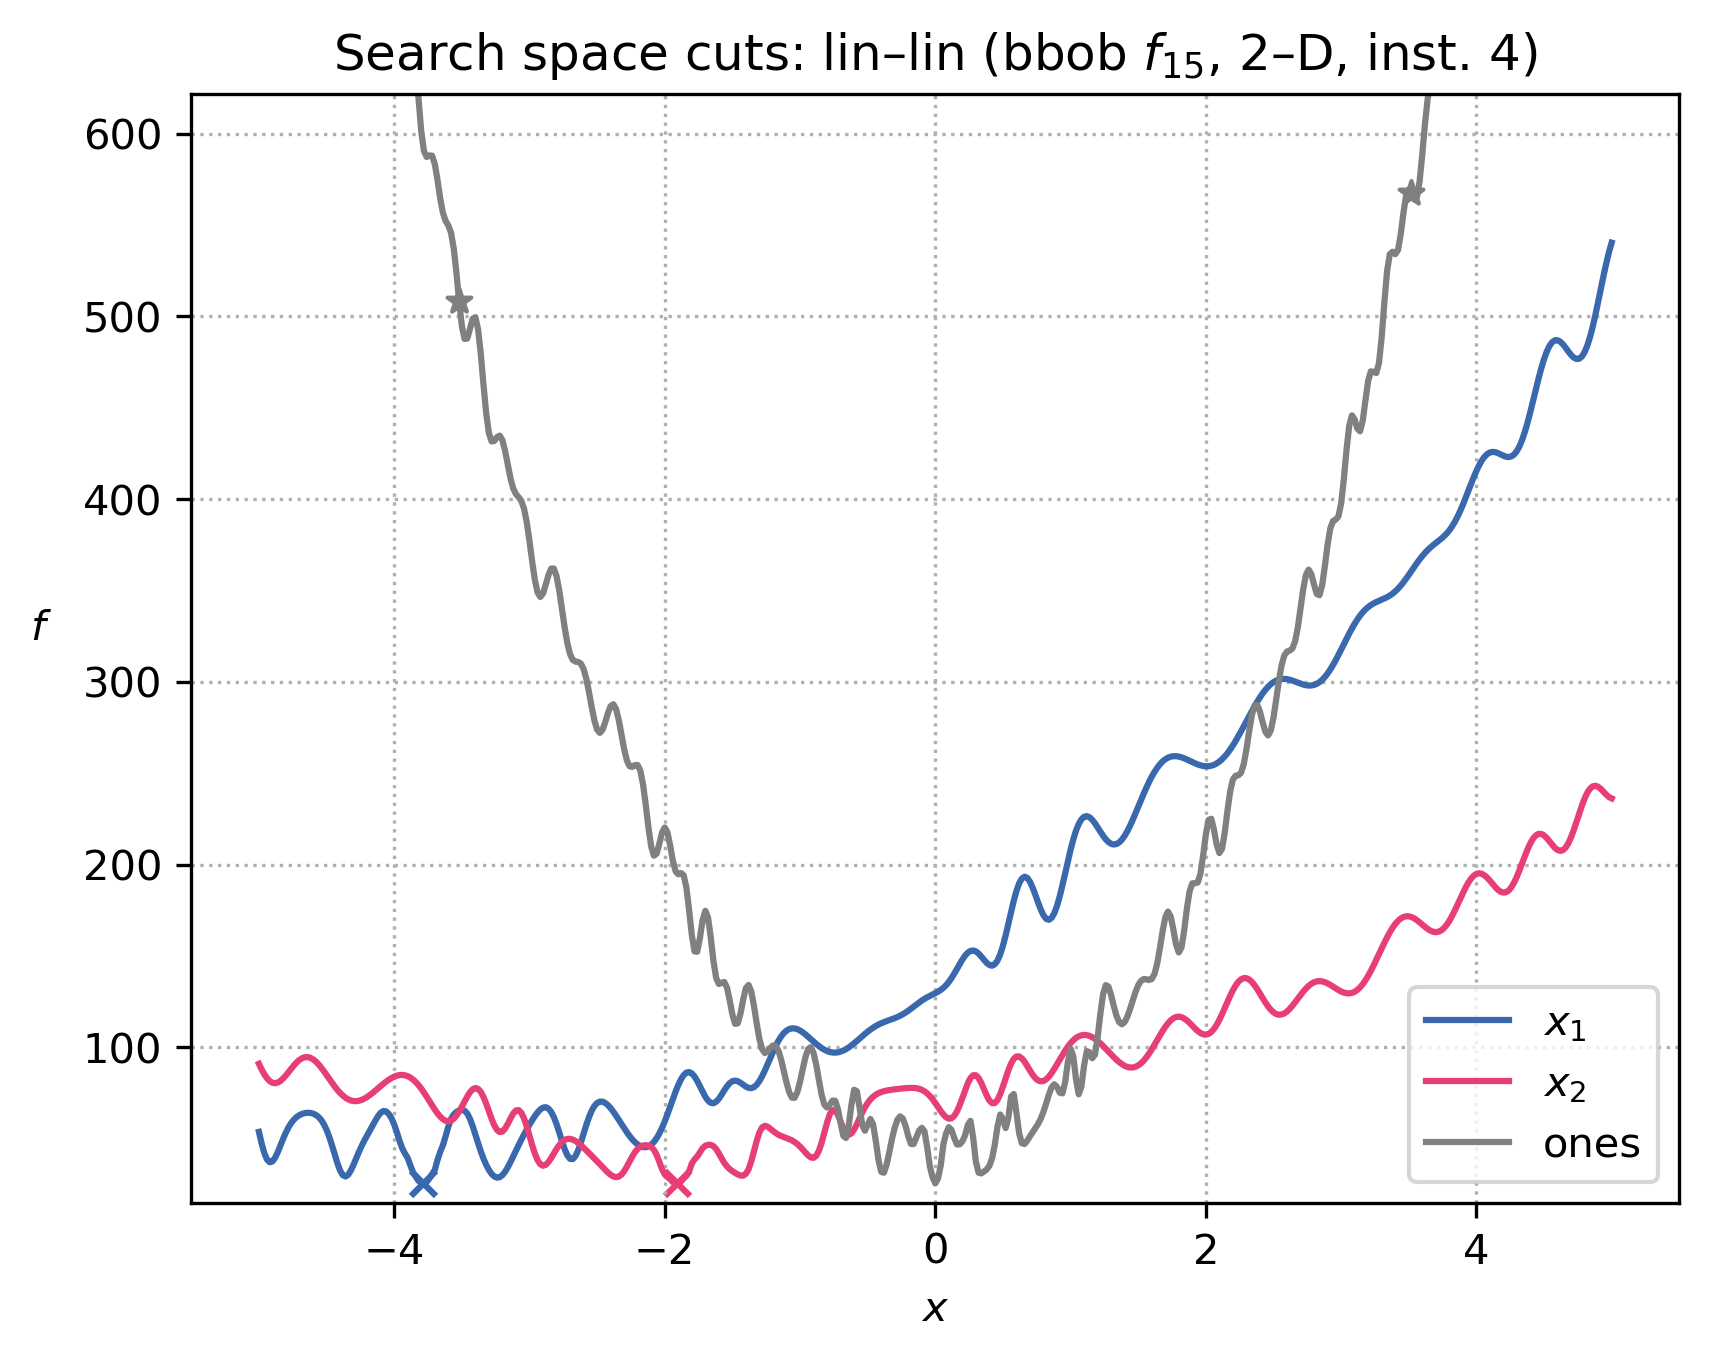 Search space cuts: lin–lin (bbob f₁₅, 2–D, inst. 4)
600
500
400
300
200
100
f
−4
−2
0
2
4
x
x₁
x₂
ones